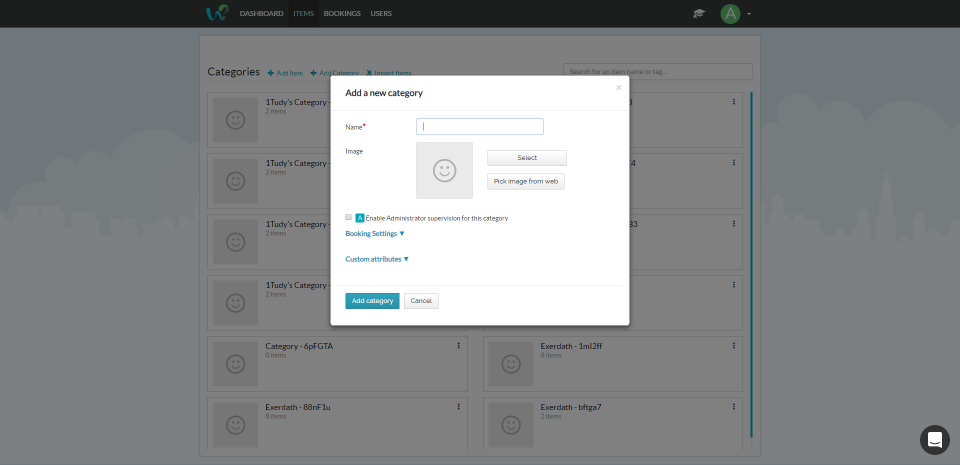 DASHBOARD ITEMS BOOKINGS USERS A
Categories + Add Item + Add Category Import Items Search for an item name or tag...
Add a new category ×
1Tudy's Category -
2 items
Name*
Image
Select
1Tudy's Category -
2 items
Pick image from web
A Enable Administrator supervision for this category
1Tudy's Category -
2 items
Booking Settings ▼
Custom attributes ▼
1Tudy's Category -
2 items
Add category Cancel
Category - 6pFGTA
0 items
Exerdath - 1mI2ff
8 items
Exerdath - 88nF1u
8 items
Exerdath - bftga7
2 items